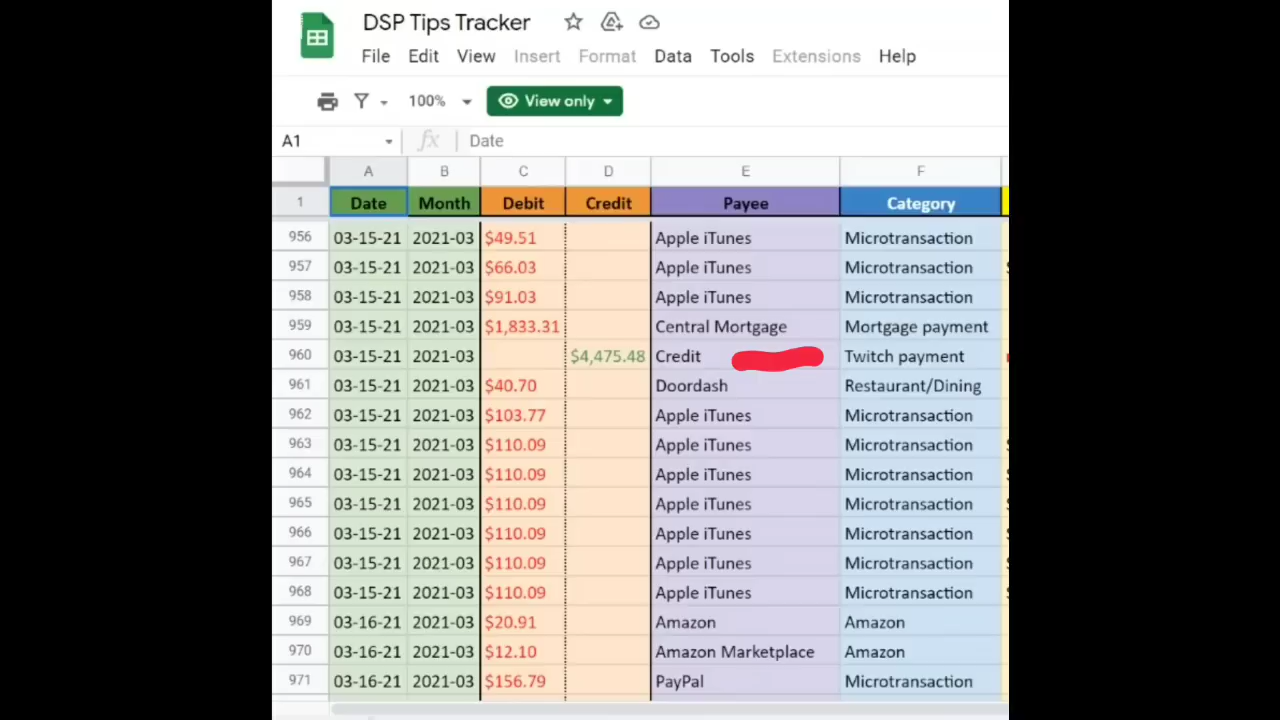 DSP Tips Tracker
File Edit View Insert Format Data Tools Extensions Help
100% View only
A1 fx Date
A B C D E F
1 Date Month Debit Credit Payee Category
956 03-15-21 2021-03 $49.51 Apple iTunes Microtransaction
957 03-15-21 2021-03 $66.03 Apple iTunes Microtransaction
958 03-15-21 2021-03 $91.03 Apple iTunes Microtransaction
959 03-15-21 2021-03 $1,833.31 Central Mortgage Mortgage payment
960 03-15-21 2021-03 $4,475.48 Credit Twitch payment
961 03-15-21 2021-03 $40.70 Doordash Restaurant/Dining
962 03-15-21 2021-03 $103.77 Apple iTunes Microtransaction
963 03-15-21 2021-03 $110.09 Apple iTunes Microtransaction
964 03-15-21 2021-03 $110.09 Apple iTunes Microtransaction
965 03-15-21 2021-03 $110.09 Apple iTunes Microtransaction
966 03-15-21 2021-03 $110.09 Apple iTunes Microtransaction
967 03-15-21 2021-03 $110.09 Apple iTunes Microtransaction
968 03-15-21 2021-03 $110.09 Apple iTunes Microtransaction
969 03-16-21 2021-03 $20.91 Amazon Amazon
970 03-16-21 2021-03 $12.10 Amazon Marketplace Amazon
971 03-16-21 2021-03 $156.79 PayPal Microtransaction